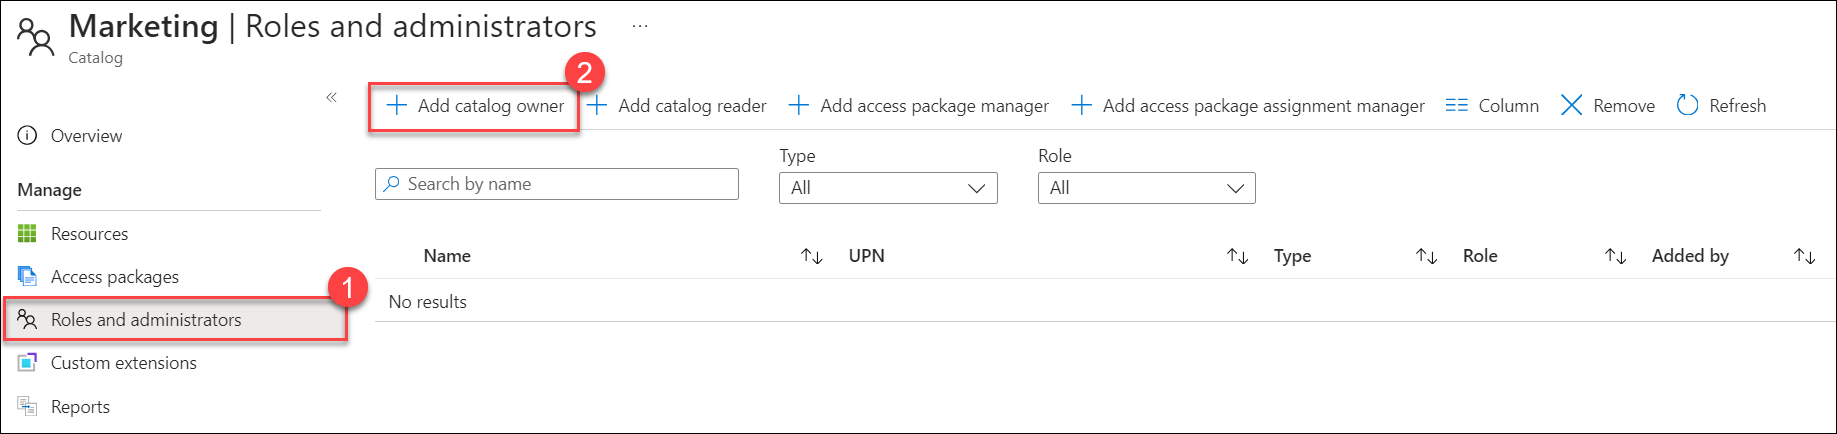 Marketing | Roles and administrators ...
Catalog
«
Overview
Manage
Resources
Access packages
1
Roles and administrators
Custom extensions
Reports
2
Add catalog owner Add catalog reader Add access package manager Add access package assignment manager Column Remove Refresh
Type Role
Search by name All All
Name UPN Type Role Added by
No results